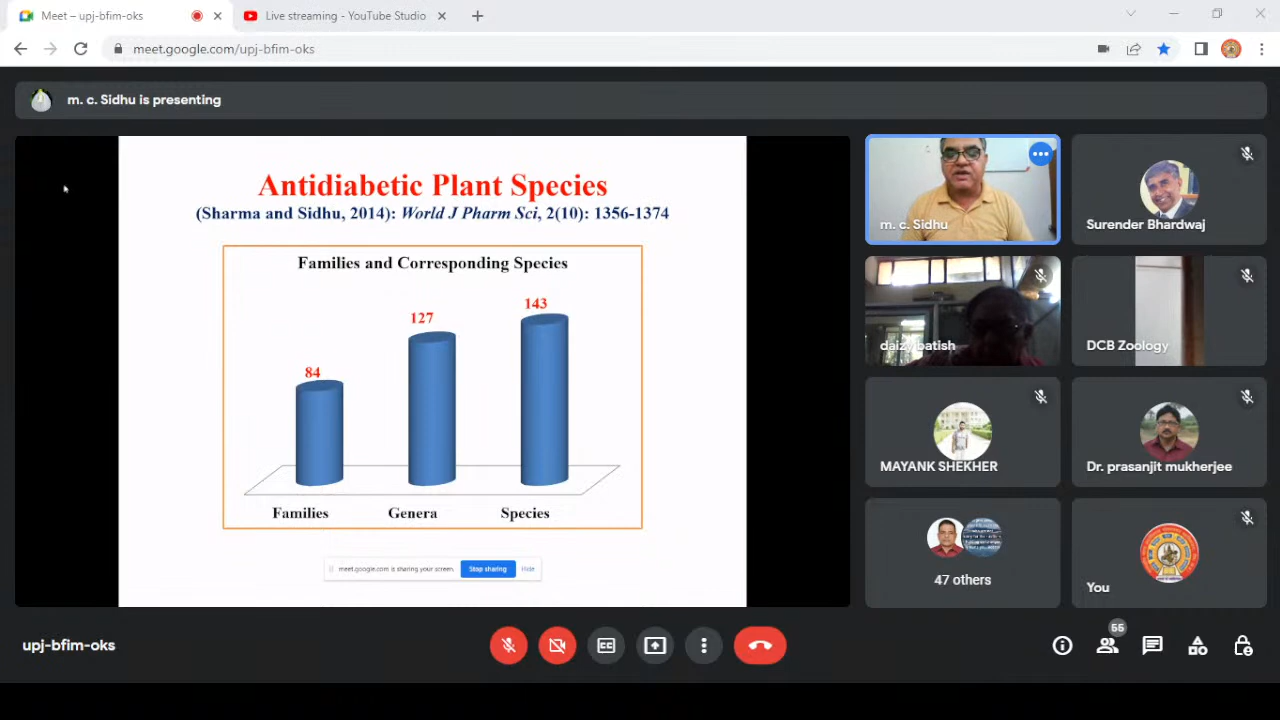 Meet – upj-bfim-oks
Live streaming - YouTube Studio
meet.google.com/upj-bfim-oks
m. c. Sidhu is presenting
Antidiabetic Plant Species
(Sharma and Sidhu, 2014): World J Pharm Sci, 2(10): 1356-1374
Families and Corresponding Species
143
127
84
Families Genera Species
meet.google.com is sharing your screen. Stop sharing Hide
m. c. Sidhu
Surender Bhardwaj
daizy batish
DCB Zoology
MAYANK SHEKHER
Dr. prasanjit mukherjee
47 others
You
upj-bfim-oks
CC
55